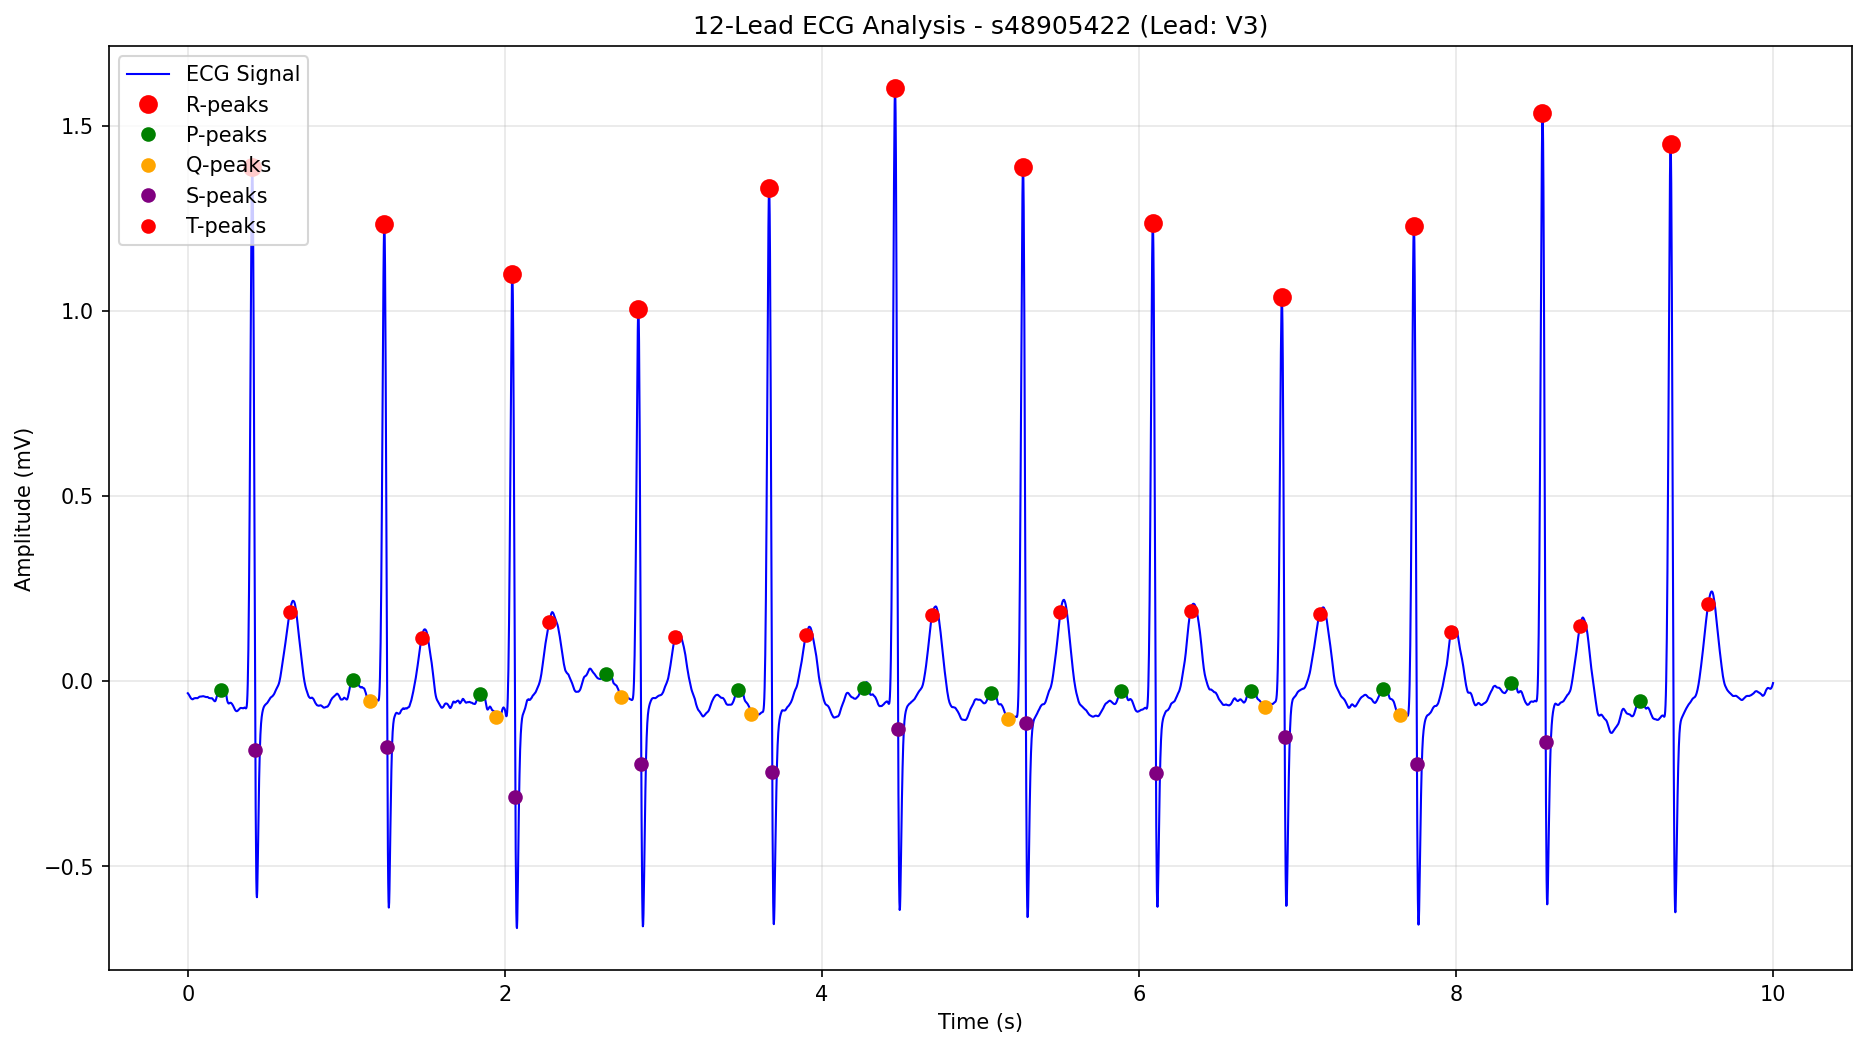 12-Lead ECG Analysis - s48905422 (Lead: V3)
ECG Signal
R-peaks
P-peaks
Q-peaks
S-peaks
T-peaks
Amplitude (mV)
1.5
1.0
0.5
0.0
−0.5
0 2 4 6 8 10
Time (s)